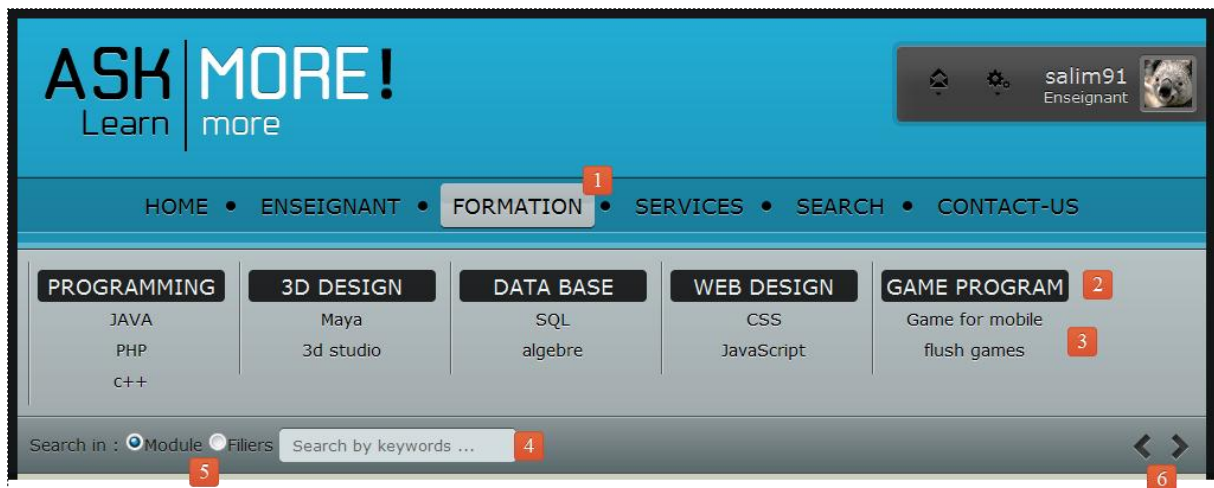 ASK MORE!
Learn more
salim91
Enseignant
1
HOME • ENSEIGNANT • FORMATION • SERVICES • SEARCH • CONTACT-US
PROGRAMMING 3D DESIGN DATA BASE WEB DESIGN GAME PROGRAM 2
JAVA Maya SQL CSS Game for mobile
PHP 3d studio algebre JavaScript flush games 3
c++
Search in : Module Filiers Search by keywords ... 4
5 6